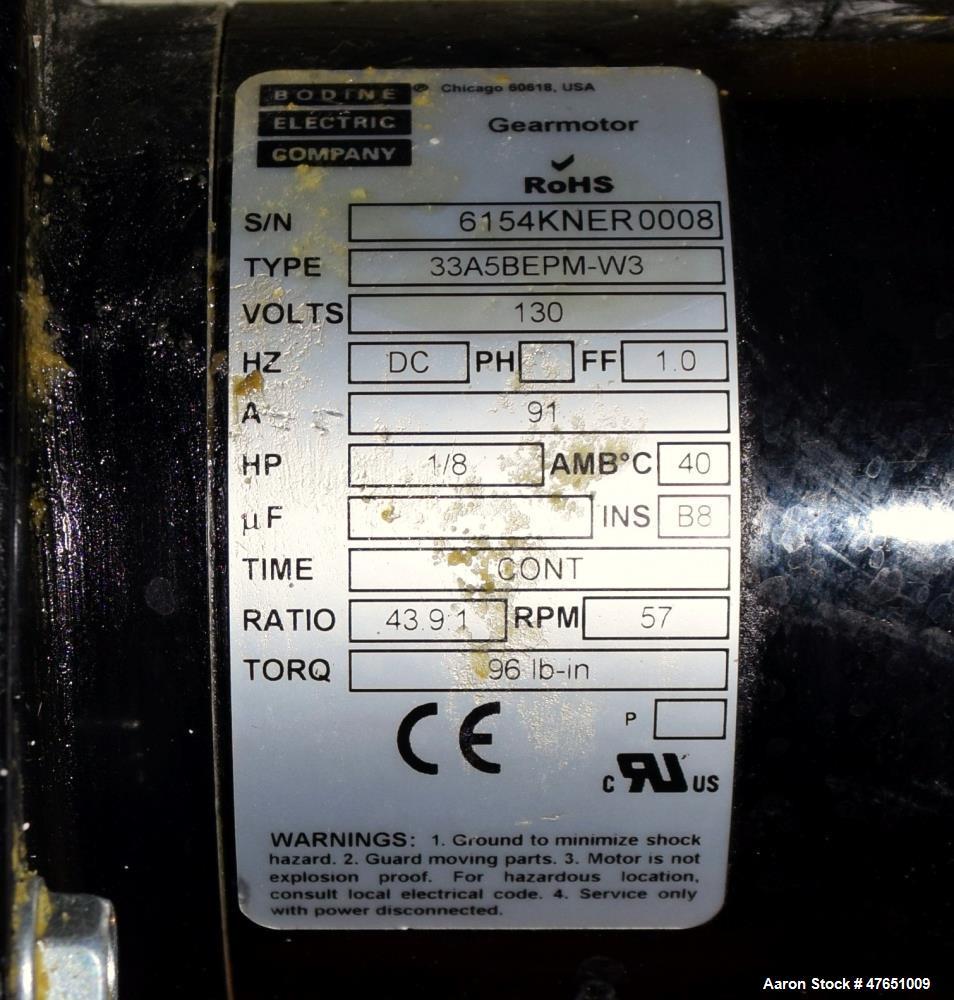 BODINE ® Chicago 60618, USA
ELECTRIC Gearmotor
COMPANY
RoHS
S/N 6154KNER0008
TYPE 33A5BEPM-W3
VOLTS 130
HZ DC PH FF 1.0
A 91
HP 1/8 AMB°C 40
µF INS B8
TIME CONT
RATIO 43.9:1 RPM 57
TORQ 96 lb-in
CE P
c RU US
WARNINGS: 1. Ground to minimize shock
hazard. 2. Guard moving parts. 3. Motor is not
explosion proof. For hazardous location,
consult local electrical code. 4. Service only
with power disconnected.
Aaron Stock # 47651009